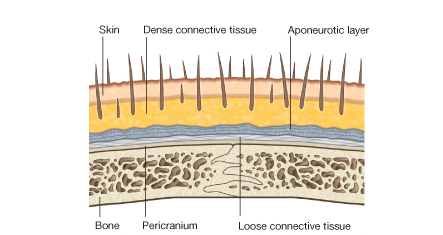 Skin
Dense connective tissue
Aponeurotic layer
Bone
Pericranium
Loose connective tissue